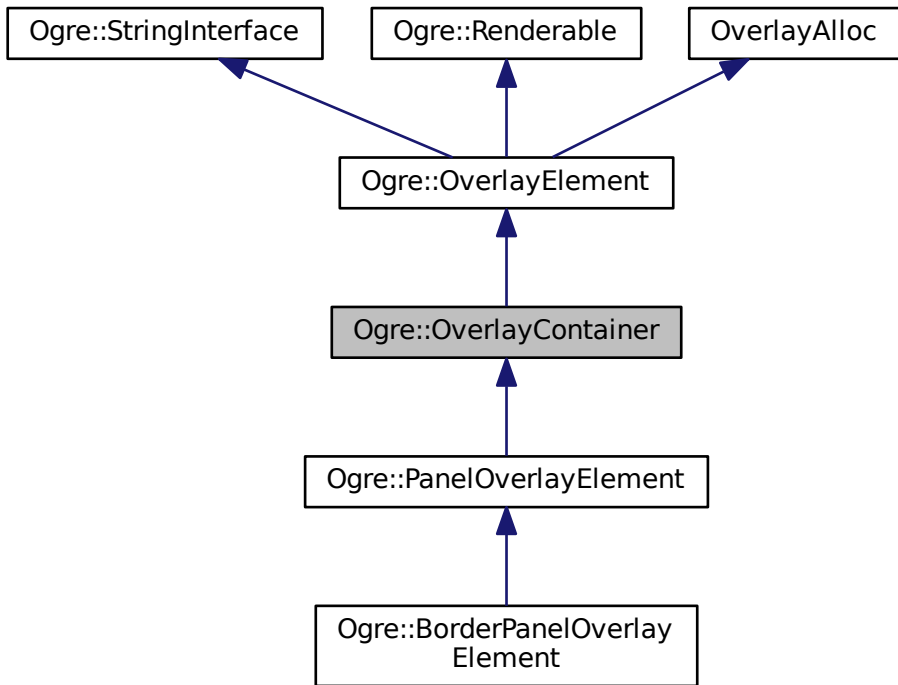 Ogre::StringInterface
Ogre::Renderable
OverlayAlloc
Ogre::OverlayElement
Ogre::OverlayContainer
Ogre::PanelOverlayElement
Ogre::BorderPanelOverlay
Element